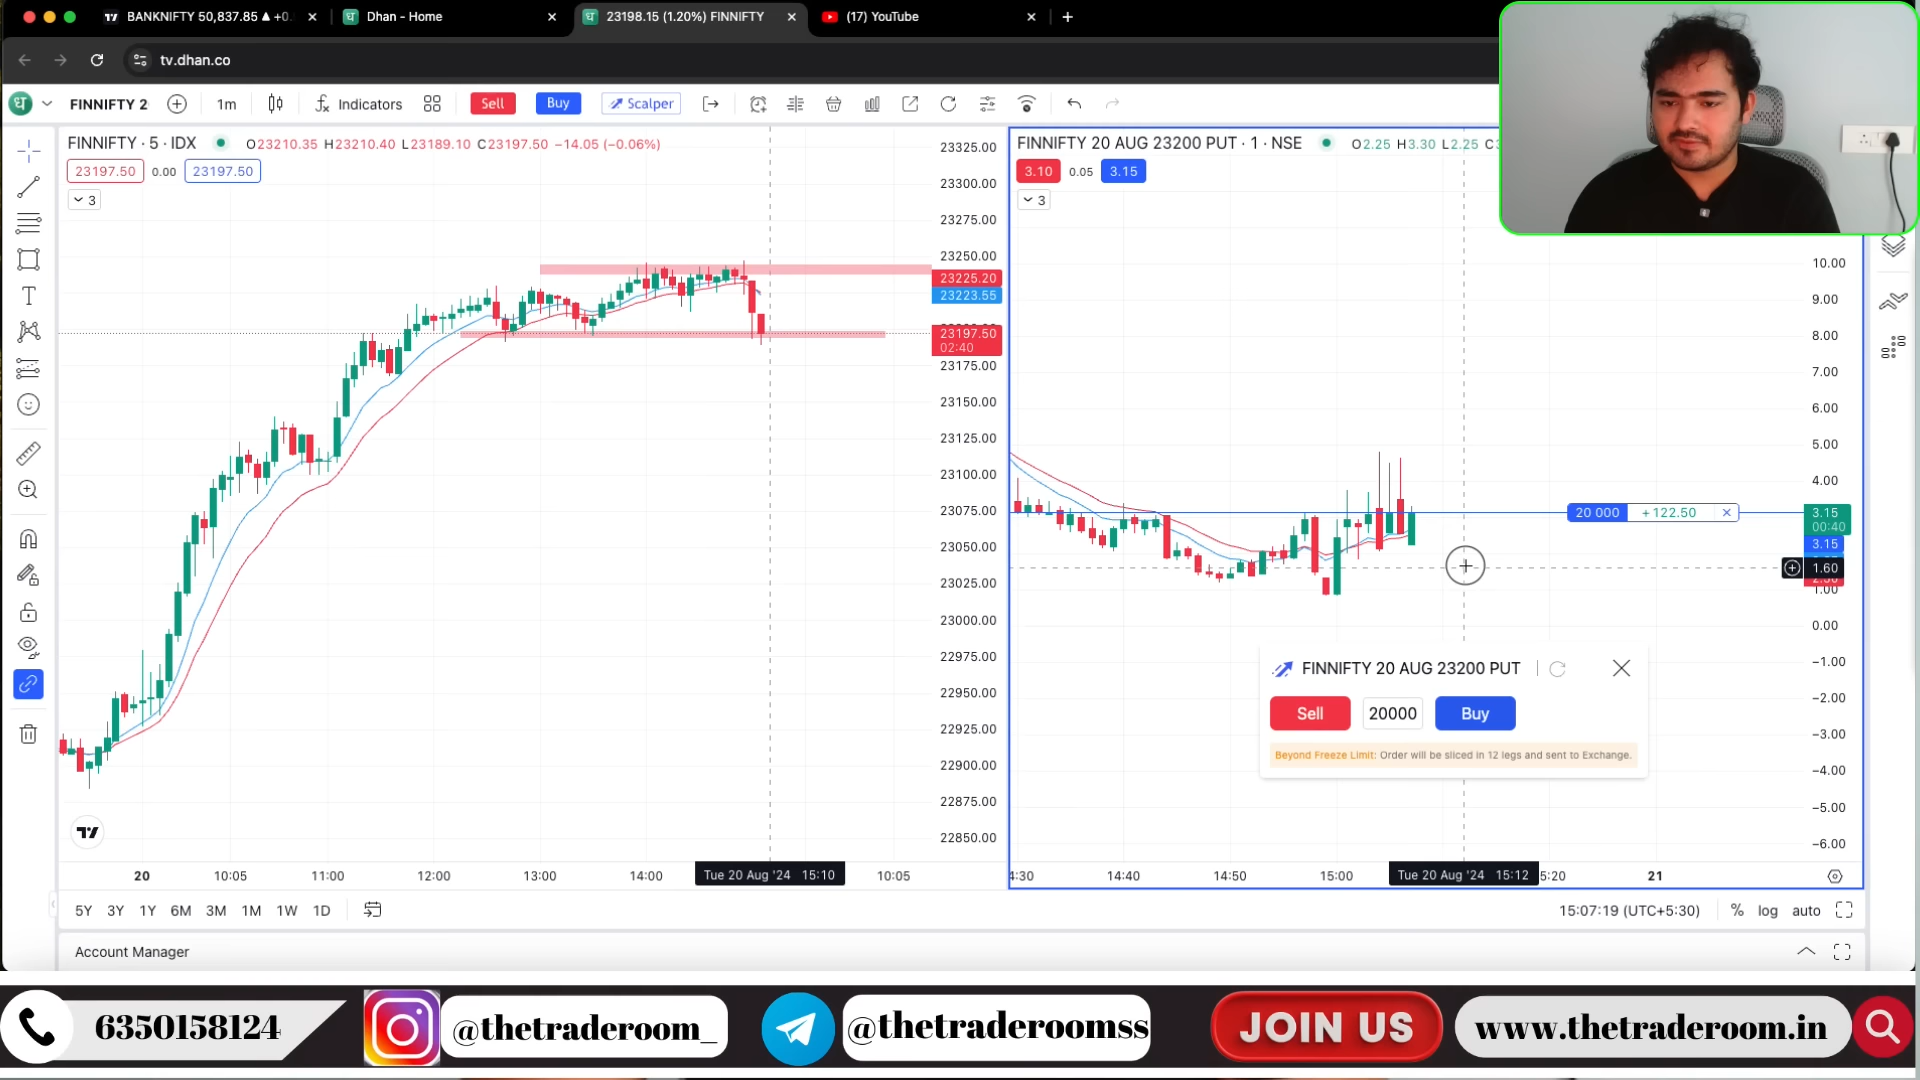 BANKNIFTY 50,837.85 ▲ +0.
Dhan - Home
23198.15 (1.20%) FINNIFTY
(17) YouTube
tv.dhan.co
FINNIFTY 2
1m
Indicators
Sell
Buy
Scalper
FINNIFTY · 5 · IDX
O23210.35 H23210.40 L23189.10 C23197.50 −14.05 (−0.06%)
23197.50 0.00 23197.50
3
23325.00
23300.00
23275.00
23250.00
23225.20
23223.55
23197.50
02:40
23175.00
23150.00
23125.00
23100.00
23075.00
23050.00
23025.00
23000.00
22975.00
22950.00
22925.00
22900.00
22875.00
22850.00
20 10:05 11:00 12:00 13:00 14:00 Tue 20 Aug '24 15:10 10:05
FINNIFTY 20 AUG 23200 PUT · 1 · NSE
O2.25 H3.30 L2.25 C3
3.10 0.05 3.15
3
10.00
9.00
8.00
7.00
6.00
5.00
4.00
20 000 +122.50
3.15
00:40
3.15
1.60
1.00
0.00
−1.00
−2.00
−3.00
−4.00
−5.00
−6.00
FINNIFTY 20 AUG 23200 PUT
Sell 20000 Buy
Beyond Freeze Limit: Order will be sliced in 12 legs and sent to Exchange.
4:30 14:40 14:50 15:00 Tue 20 Aug '24 15:12 5:20 21
5Y 3Y 1Y 6M 3M 1M 1W 1D
15:07:19 (UTC+5:30) % log auto
Account Manager
6350158124
@thetraderoom_
@thetraderoomss
JOIN US
www.thetraderoom.in